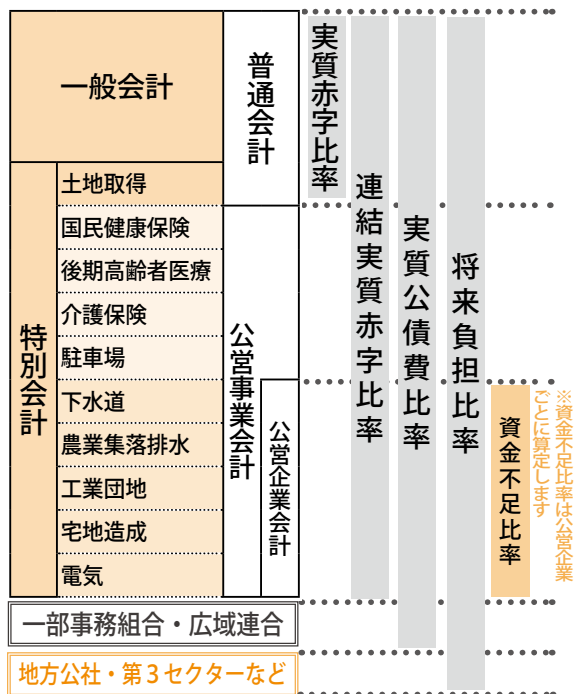 一般会計
特別会計
土地取得
国民健康保険
後期高齢者医療
介護保険
駐車場
下水道
農業集落排水
工業団地
宅地造成
電気
普通会計
公営事業会計
公営企業会計
実質赤字比率
連結実質赤字比率
実質公債費比率
将来負担比率
資金不足比率
※資金不足比率は公営企業
ごとに算定します
一部事務組合・広域連合
地方公社・第3セクターなど